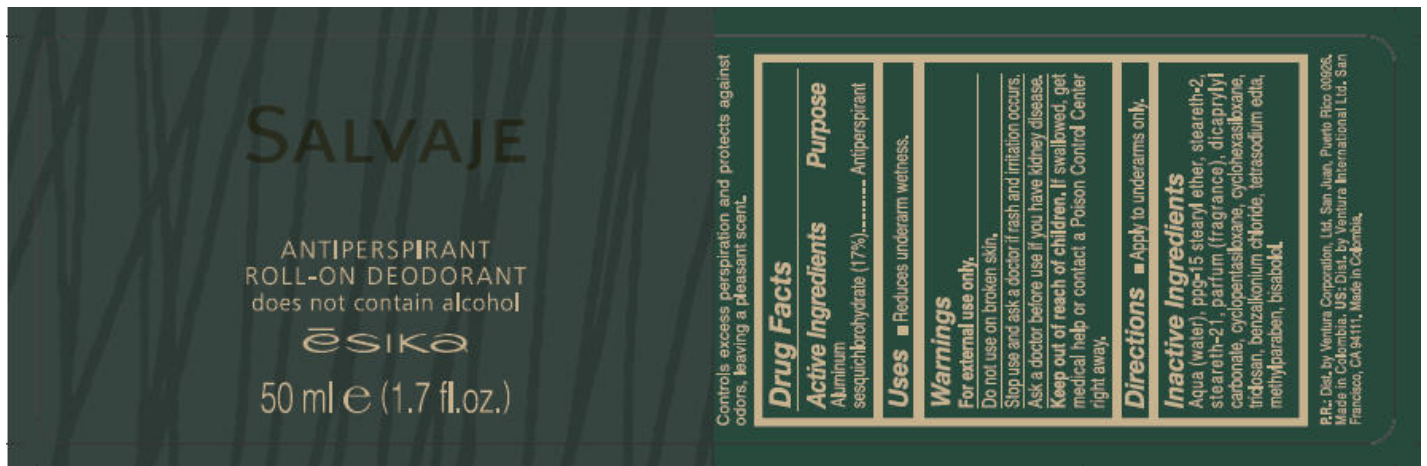 SALVAJE
ANTIPERSPIRANT
ROLL-ON DEODORANT
does not contain alcohol
ēsika
50 ml e (1.7 fl.oz.)
Controls excess perspiration and protects against
odors, leaving a pleasant scent.
Drug Facts
Active Ingredients Purpose
Aluminum
sesquichlorohydrate (17%).......... Antiperspirant
Uses ■ Reduces underarm wetness.
Warnings
For external use only.
Do not use on broken skin.
Stop use and ask a doctor if rash and irritation occurs.
Ask a doctor before use if you have kidney disease.
Keep out of reach of children. If swallowed, get
medical help or contact a Poison Control Center
right away.
Directions ■ Apply to underarms only.
Inactive Ingredients
Aqua (water), ppg-15 stearyl ether, steareth-2,
steareth-21, parfum (fragrance), dicaprylyl
carbonate, cyclopentasiloxane, cyclohexasiloxane,
triclosan, benzalkonium chloride, tetrasodium edta,
methylparaben, bisabolol.
P.R.: Dist. by Ventura Corporation, Ltd. San Juan, Puerto Rico 00926.
Made in Colombia. US: Dist. by Ventura International Ltd. San
Francisco, CA 94111. Made in Colombia.